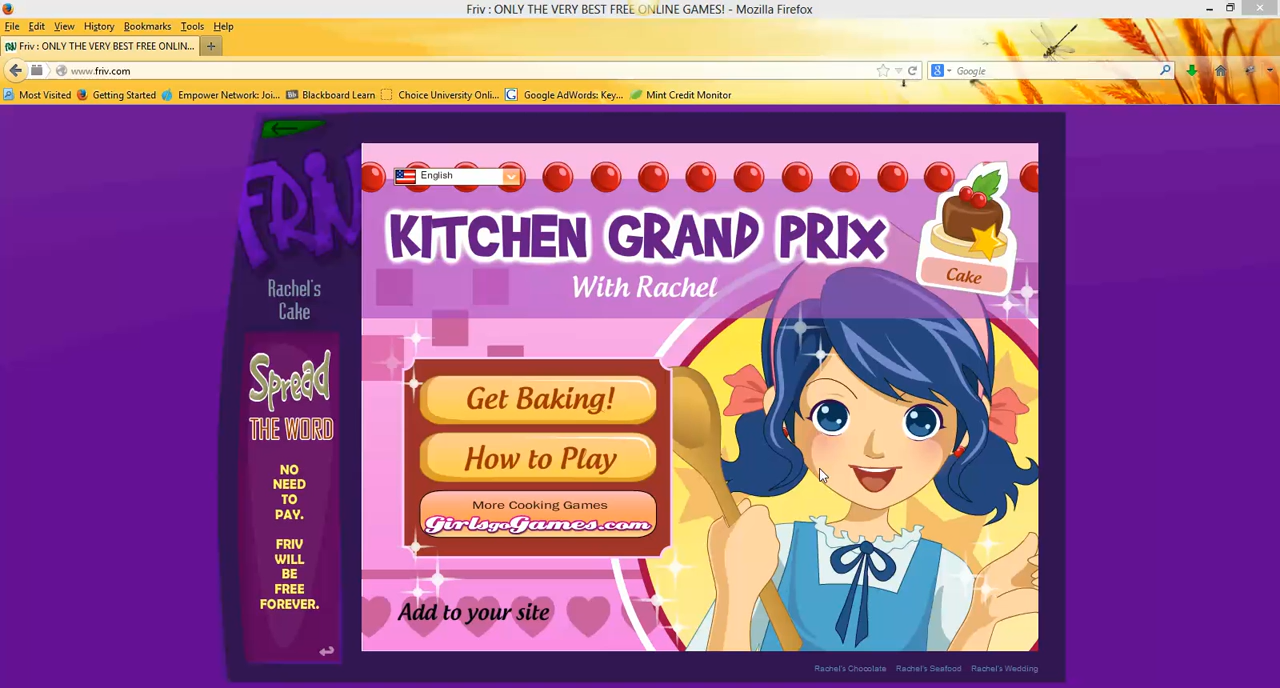 Friv : ONLY THE VERY BEST FREE ONLINE GAMES! - Mozilla Firefox
File Edit View History Bookmarks Tools Help
Friv : ONLY THE VERY BEST FREE ONLIN...
www.friv.com
Google
Most Visited Getting Started Empower Network: Joi... Blackboard Learn Choice University Onli... Google AdWords: Key... Mint Credit Monitor
FRIV
Rachel's
Cake
Spread
THE WORD
NO
NEED
TO
PAY.
FRIV
WILL
BE
FREE
FOREVER.
English
KITCHEN GRAND PRIX
With Rachel
Cake
Get Baking!
How to Play
More Cooking Games
GirlsgoGames.com
Add to your site
Rachel's Chocolate Rachel's Seafood Rachel's Wedding